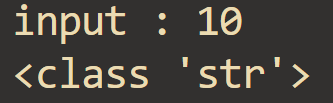 input : 10
<class 'str'>